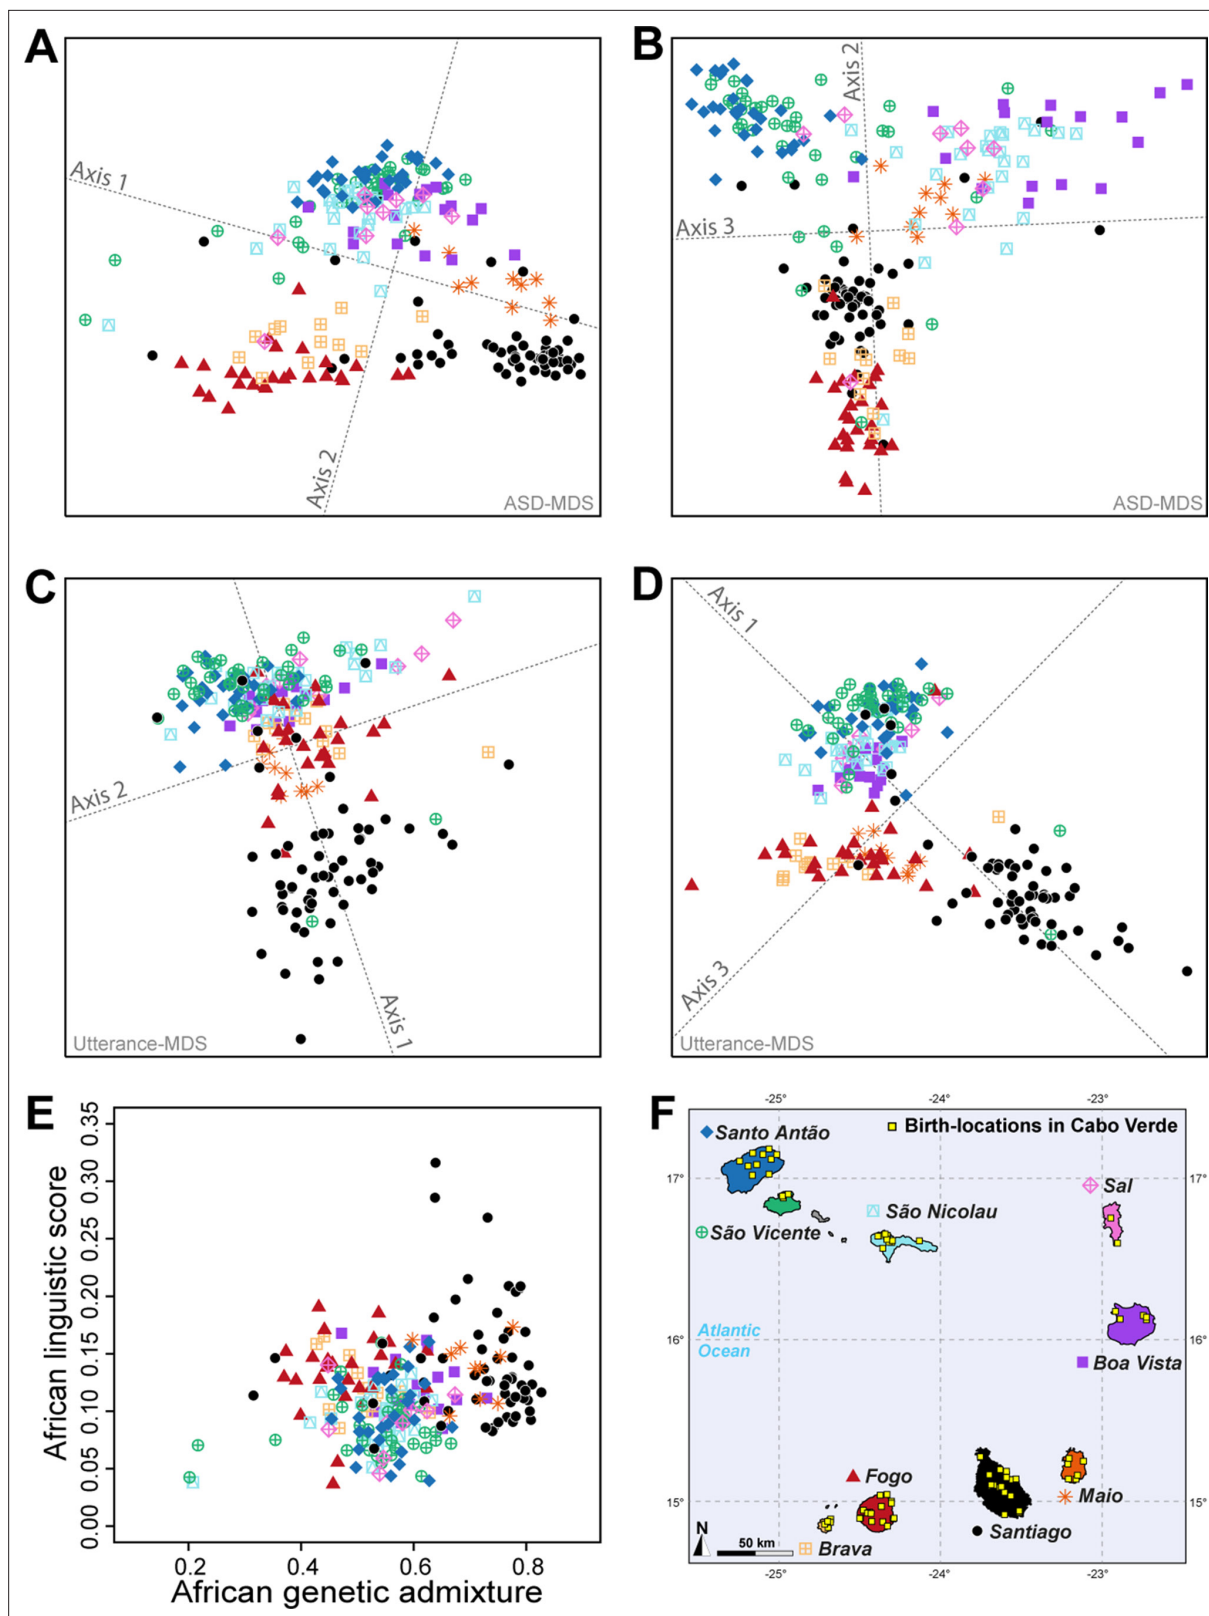 A
Axis 1
Axis 2
ASD-MDS
B
Axis 2
Axis 3
ASD-MDS
C
Axis 2
Axis 1
Utterance-MDS
D
Axis 1
Axis 3
Utterance-MDS
E
African linguistic score
0.35
0.30
0.25
0.20
0.15
0.10
0.05
0.00
0.2 0.4 0.6 0.8
African genetic admixture
F
-25° -24° -23°
Birth-locations in Cabo Verde
Santo Antão
17° 17°
Sal
São Nicolau
São Vicente
Atlantic
Ocean
16° 16°
Boa Vista
Fogo
Maio
15° 15°
Santiago
N
50 km
Brava
-25° -24° -23°